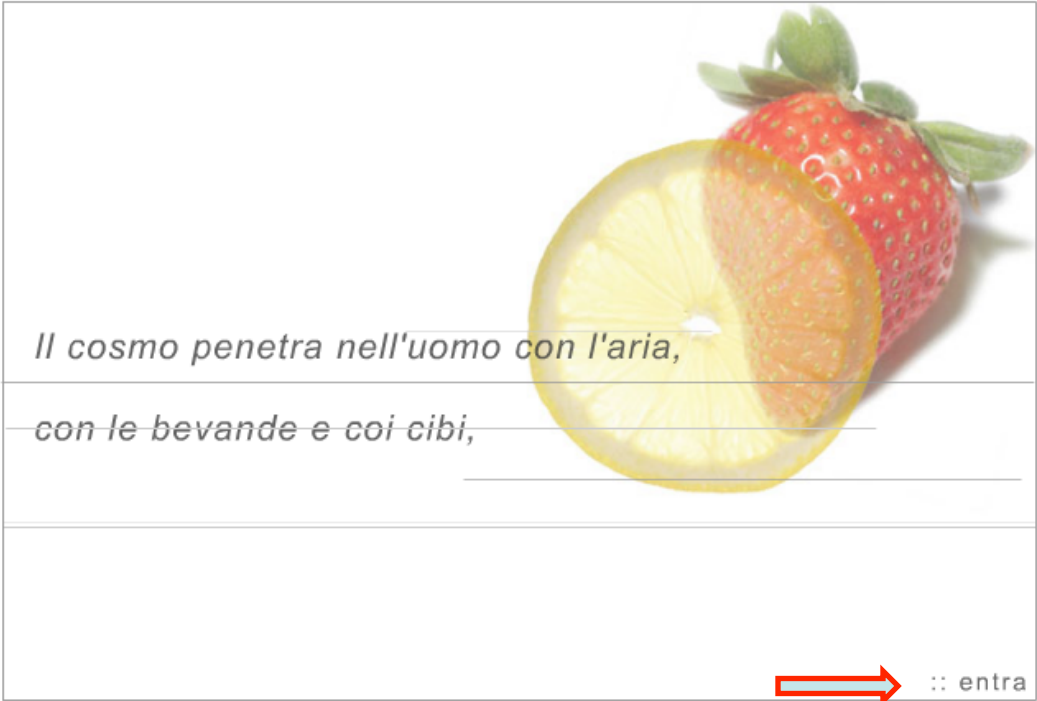 Il cosmo penetra nell'uomo con l'aria,
con le bevande e coi cibi,
:: entra